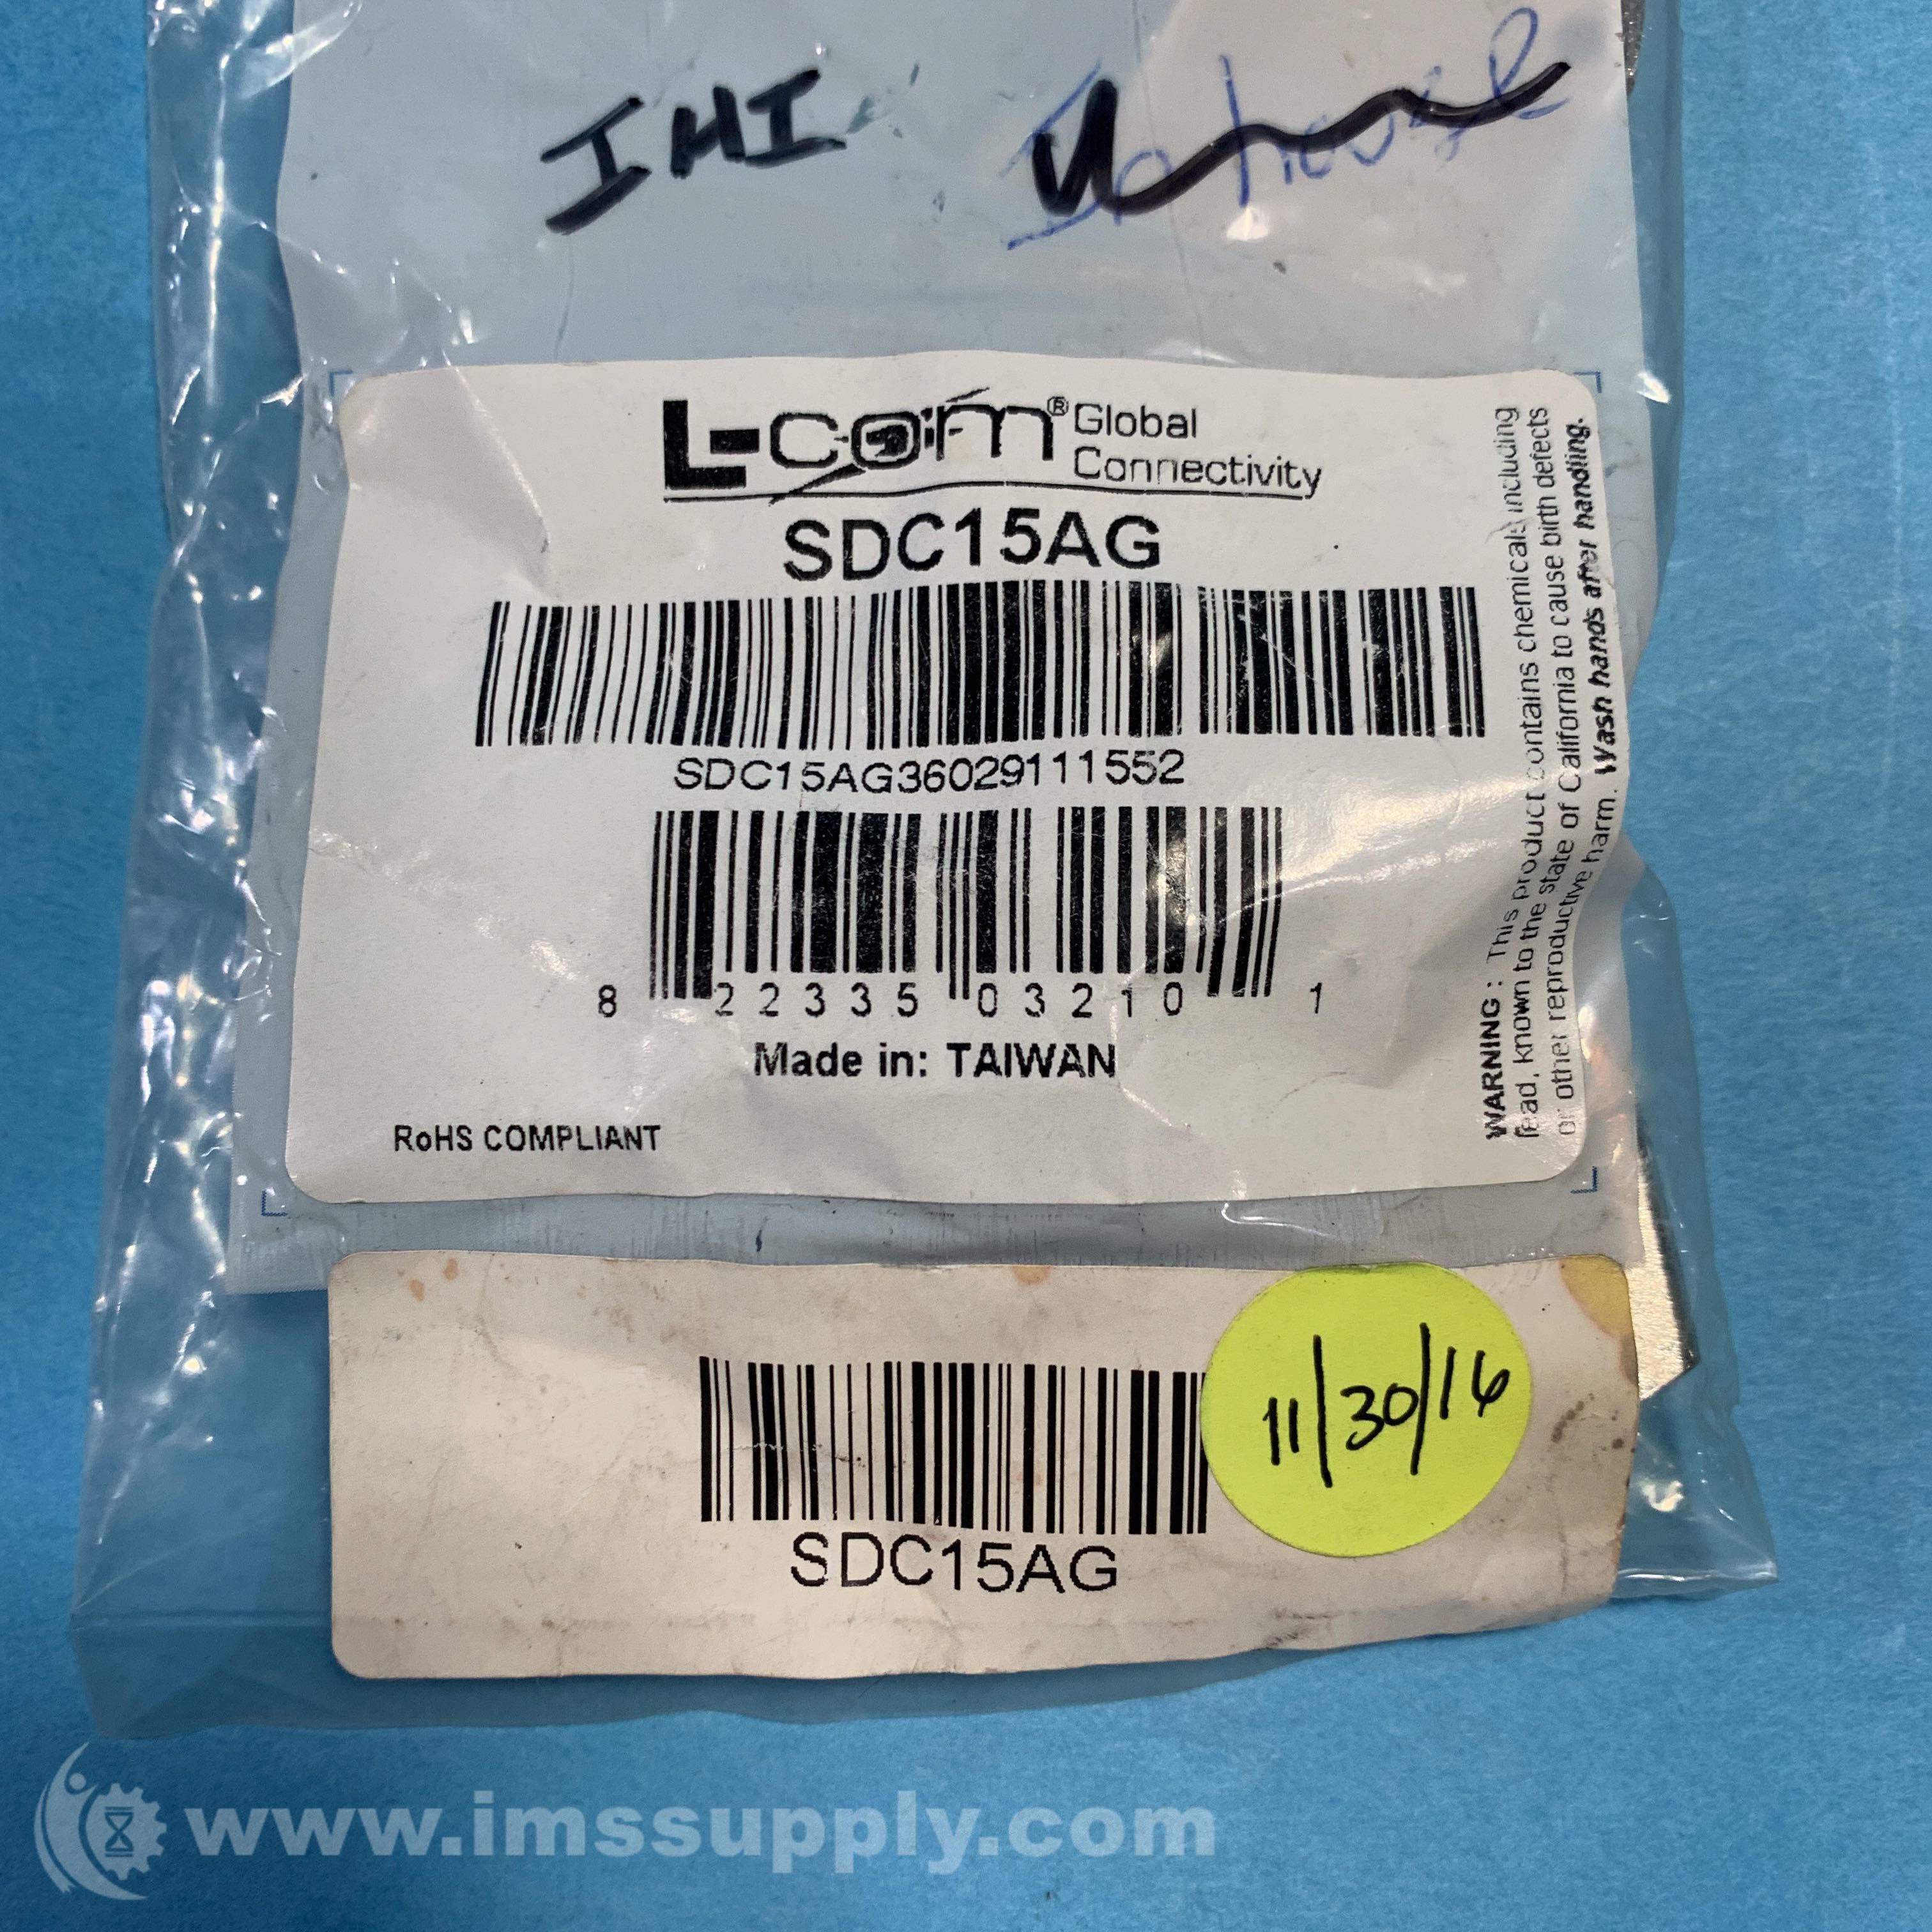 IHI Inhouse
L-com® Global
Connectivity
SDC15AG
SDC15AG36029111552
8 22335 03210 1
Made in: TAIWAN
RoHS COMPLIANT
WARNING: This product contains chemicals including
lead, known to the state of California to cause birth defects
or other reproductive harm. Wash hands after handling.
11/30/16
SDC15AG
www.imssupply.com